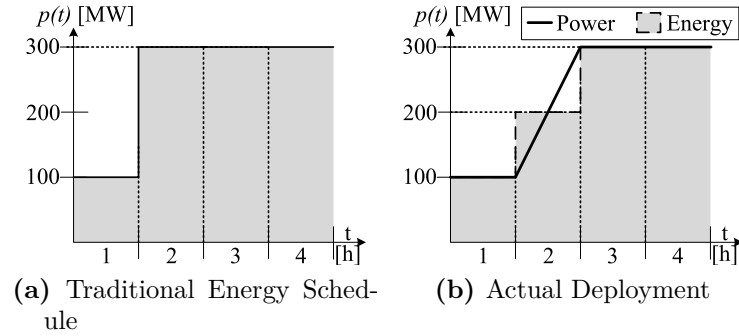 p(t) [MW]
300
200
100
1 2 3 4
t
[h]
(a) Traditional Energy Sched-
ule
p(t) [MW]
Power Energy
300
200
100
1 2 3 4
t
[h]
(b) Actual Deployment